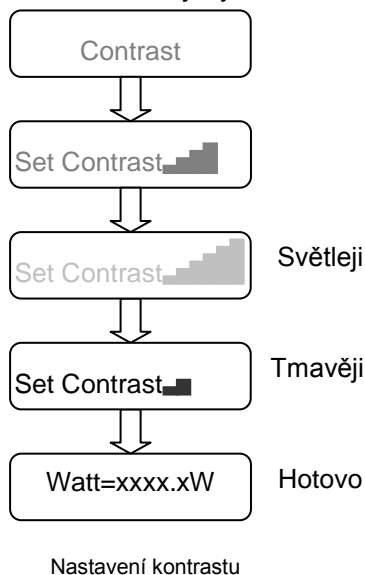 Contrast
Set Contrast
Set Contrast Světleji
Set Contrast Tmavěji
Watt=xxxx.xW Hotovo
Nastavení kontrastu